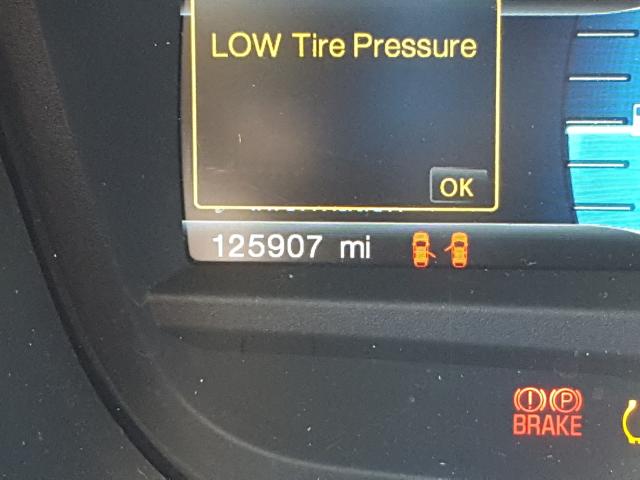 LOW Tire Pressure
OK
125907 mi
(!) (P)
BRAKE